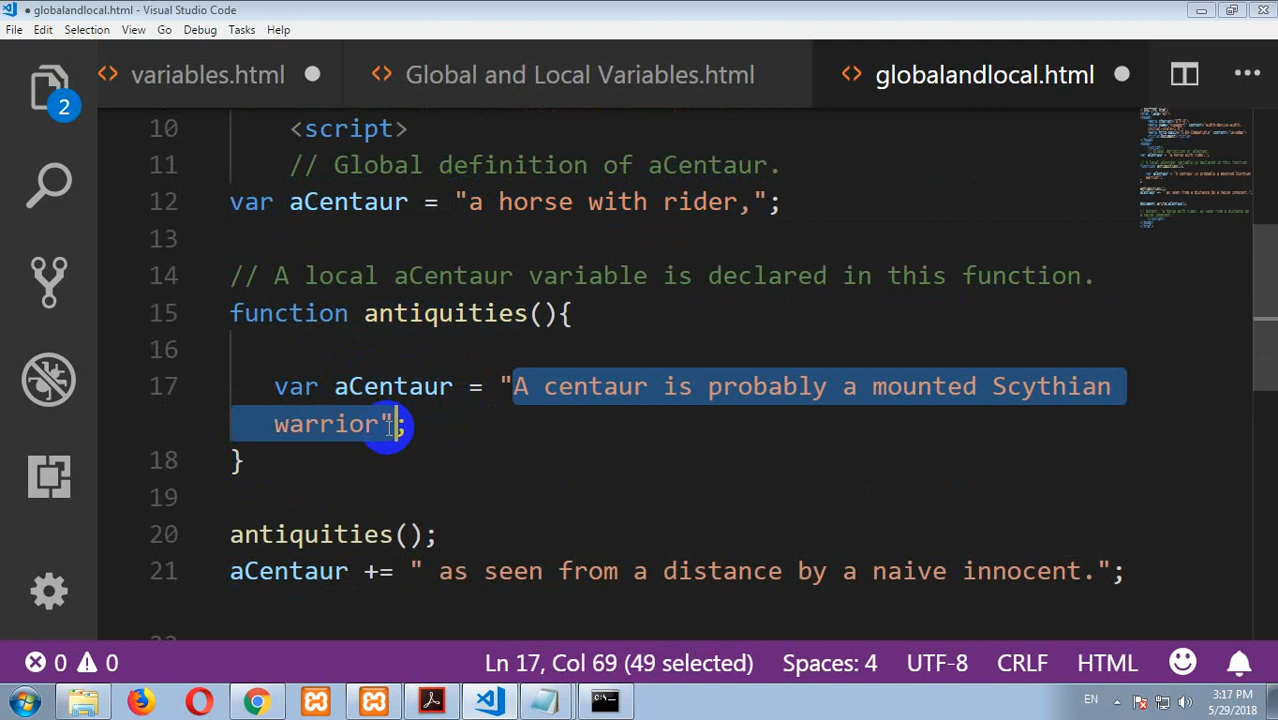 ● globalandlocal.html - Visual Studio Code
File Edit Selection View Go Debug Tasks Help
variables.html ● Global and Local Variables.html globalandlocal.html ●
2
10 <script>
11 // Global definition of aCentaur.
12 var aCentaur = "a horse with rider,";
13
14 // A local aCentaur variable is declared in this function.
15 function antiquities(){
16
17 var aCentaur = "A centaur is probably a mounted Scythian
warrior";
18 }
19
20 antiquities();
21 aCentaur += " as seen from a distance by a naive innocent.";
0 0 Ln 17, Col 69 (49 selected) Spaces: 4 UTF-8 CRLF HTML
EN 3:17 PM
5/29/2018